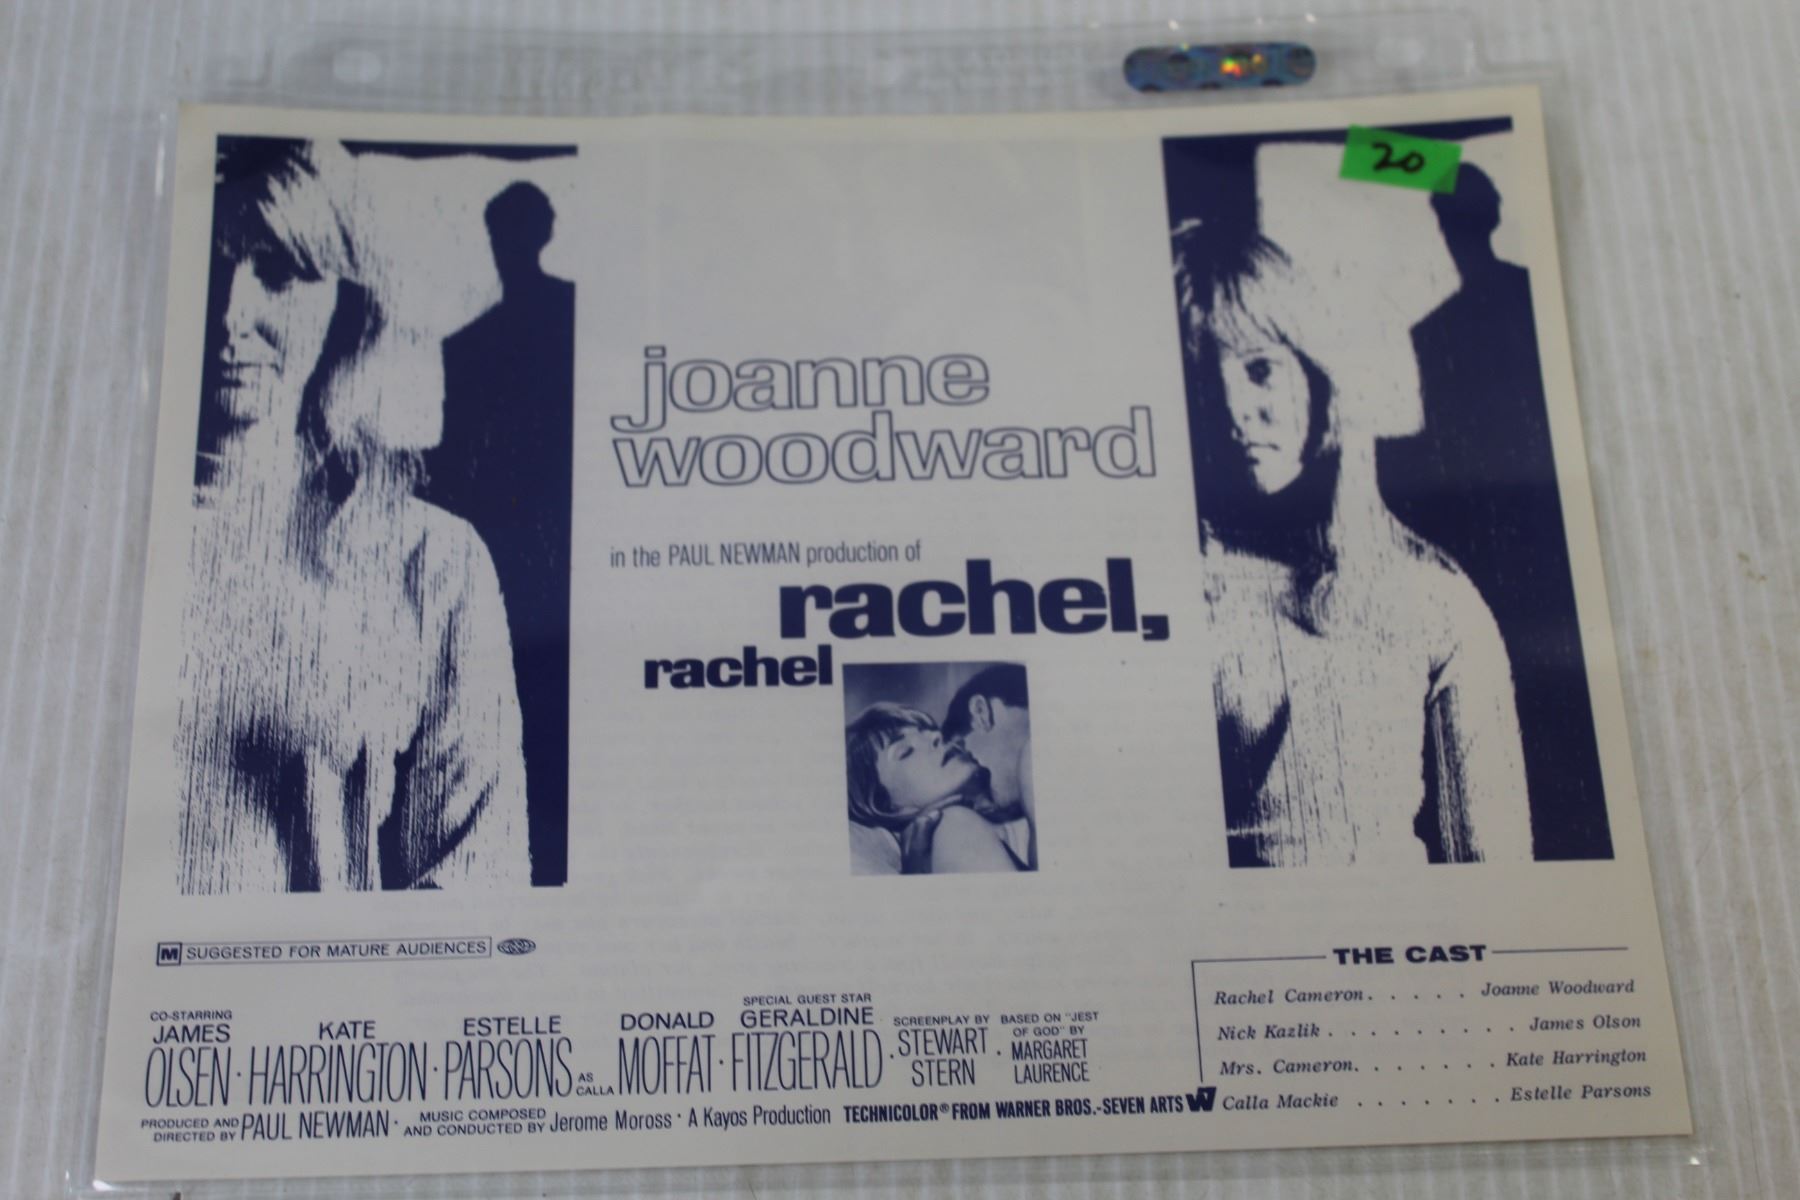 20
joanne
woodward
in the PAUL NEWMAN production of
rachel,
rachel
M SUGGESTED FOR MATURE AUDIENCES
CO-STARRING
JAMES
OLSEN · KATE
HARRINGTON · ESTELLE
PARSONS AS
CALLA DONALD
MOFFAT · SPECIAL GUEST STAR
GERALDINE
FITZGERALD · SCREENPLAY BY
STEWART
STERN · BASED ON "JEST
OF GOD" BY
MARGARET
LAURENCE
PRODUCED AND
DIRECTED BY PAUL NEWMAN · MUSIC COMPOSED
AND CONDUCTED BY Jerome Moross · A Kayos Production TECHNICOLOR® FROM WARNER BROS.-SEVEN ARTS W
THE CAST
Rachel Cameron. . . . . Joanne Woodward
Nick Kazlik . . . . . . . . . James Olson
Mrs. Cameron. . . . . . . Kate Harrington
Calla Mackie . . . . . . . Estelle Parsons